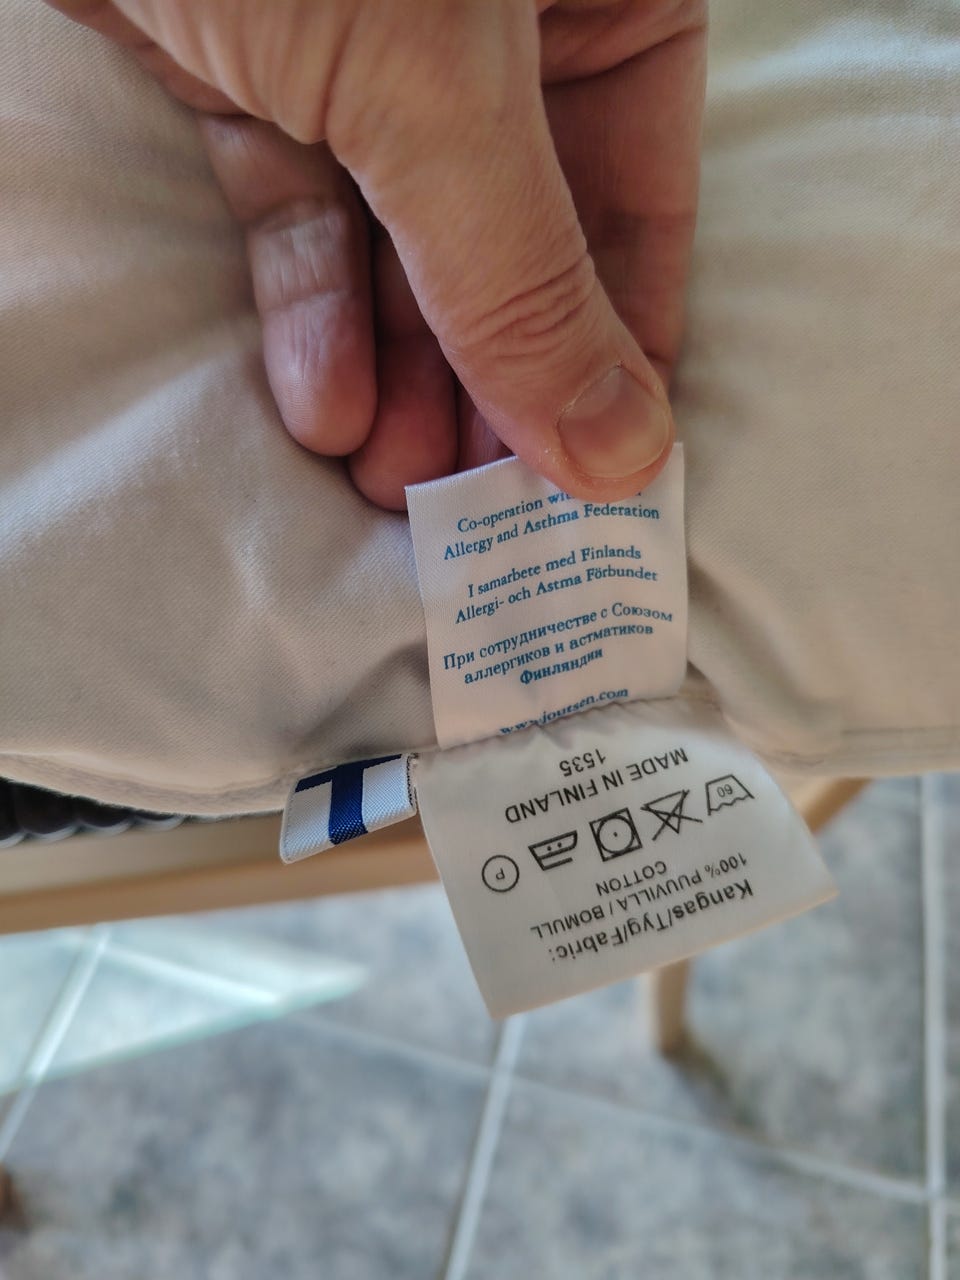 Co-operation
Allergy and Asthma Federation
I samarbete med Finlands
Allergi- och Astma Förbundet
При сотрудничестве с Союзом
аллергиков и астматиков
Финляндии
www.joutsen.com
Kangas/Tyg/Fabric:
100% PUUVILLA / BOMULL
COTTON
60
P
MADE IN FINLAND
1535